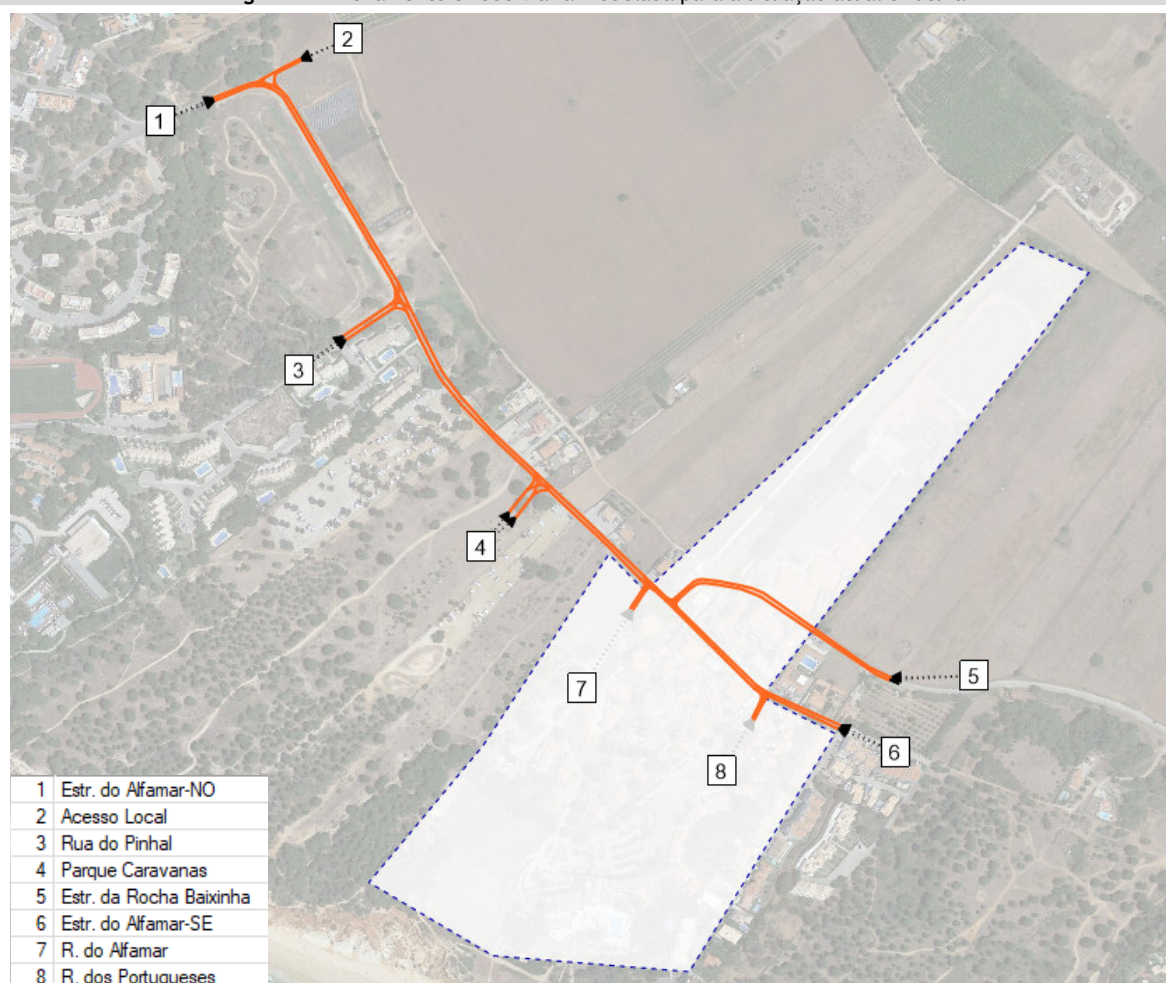 2
1
3
4
7
5
8
6
1 Estr. do Alfamar-NO
2 Acesso Local
3 Rua do Pinhal
4 Parque Caravanas
5 Estr. da Rocha Baixinha
6 Estr. do Alfamar-SE
7 R. do Alfamar
8 R. dos Portugueses